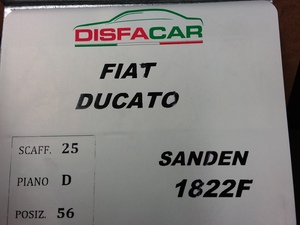 DISFACAR
FIAT
DUCATO
SCAFF. 25
PIANO D
POSIZ. 56
SANDEN
1822F